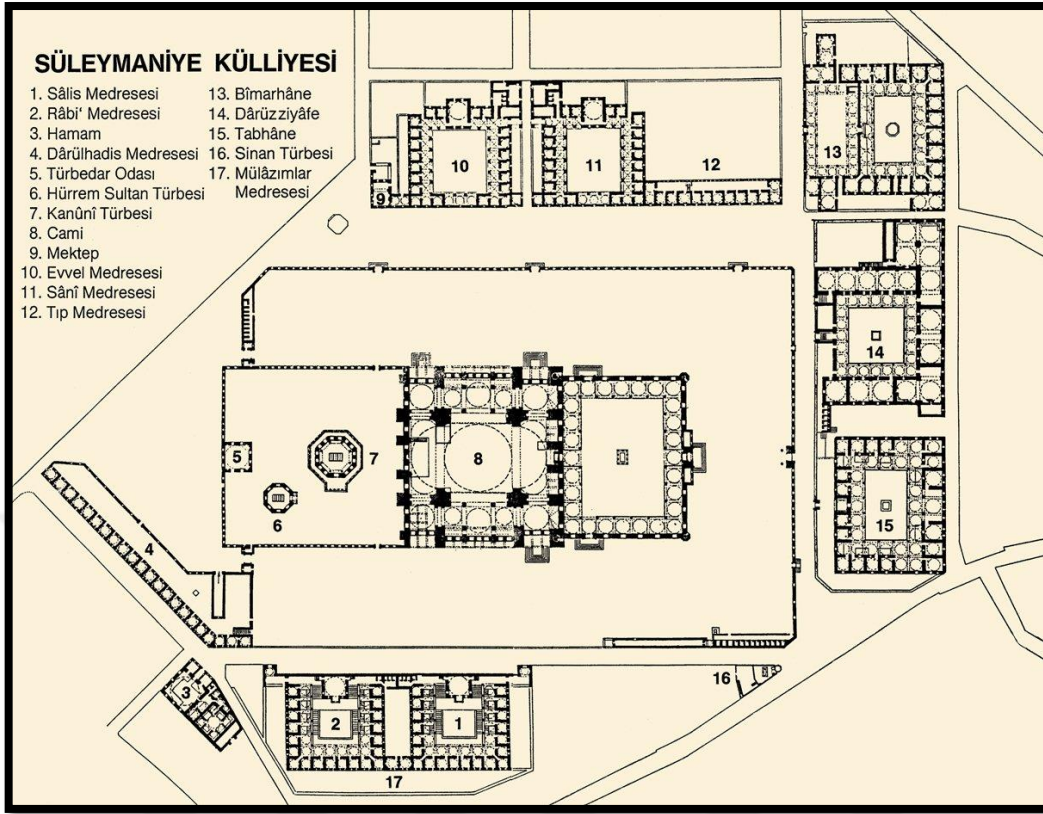 SÜLEYMANİYE KÜLLİYESİ
1. Sâlis Medresesi
2. Râbi‘ Medresesi
3. Hamam
4. Dârülhadis Medresesi
5. Türbedar Odası
6. Hürrem Sultan Türbesi
7. Kanûnî Türbesi
8. Cami
9. Mektep
10. Evvel Medresesi
11. Sânî Medresesi
12. Tıp Medresesi
13. Bîmarhâne
14. Dârüzziyâfe
15. Tabhâne
16. Sinan Türbesi
17. Mülâzımlar
Medresesi
10
11
12
13
9
14
5
7
8
6
15
4
3
16
2
1
17